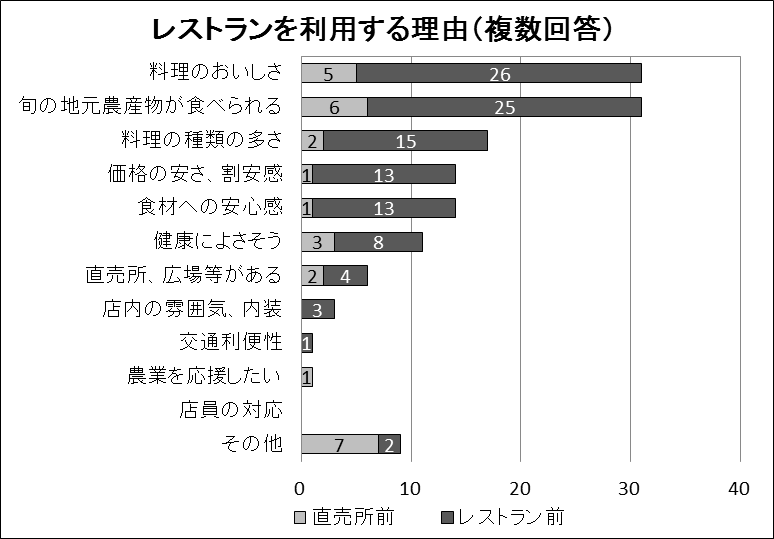 レストランを利用する理由（複数回答）
料理のおいしさ 5 26
旬の地元農産物が食べられる 6 25
料理の種類の多さ 2 15
価格の安さ、割安感 1 13
食材への安心感 1 13
健康によさそう 3 8
直売所、広場等がある 2 4
店内の雰囲気、内装 3
交通利便性 1
農業を応援したい 1
店員の対応
その他 7 2
0 10 20 30 40
直売所前 レストラン前